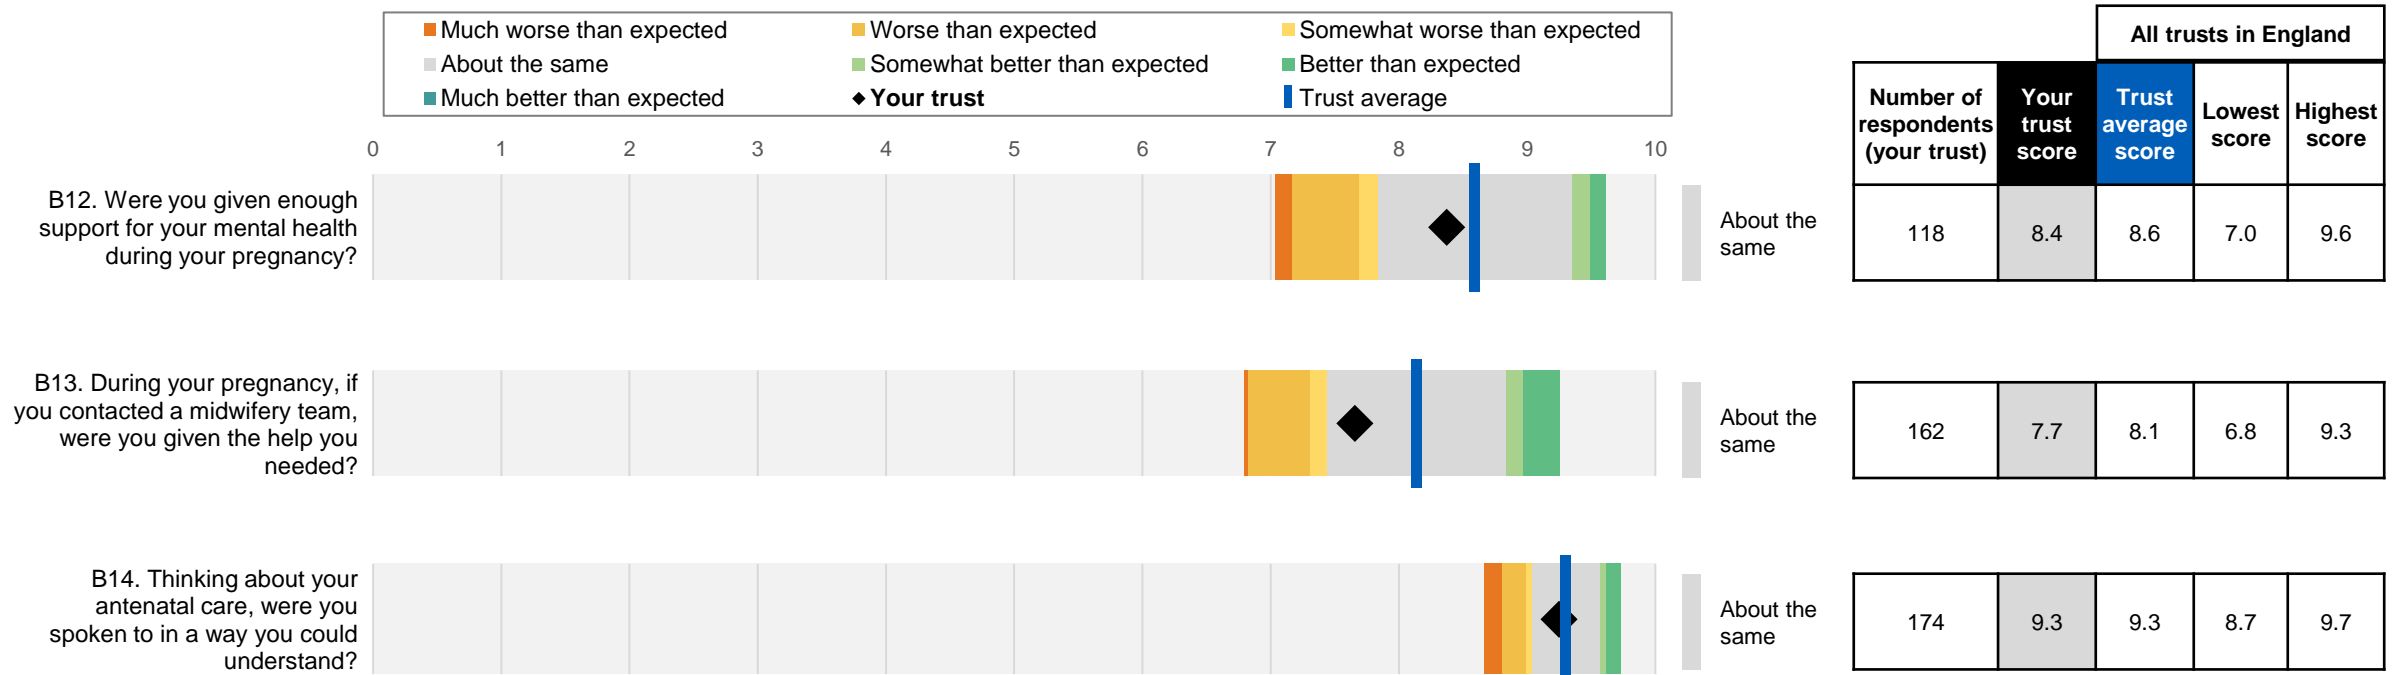 Much worse than expected
Worse than expected
Somewhat worse than expected
About the same
Somewhat better than expected
Better than expected
Much better than expected
Your trust
Trust average
All trusts in England
Number of
respondents
(your trust)
Your
trust
score
Trust
average
score
Lowest
score
Highest
score
0 1 2 3 4 5 6 7 8 9 10
B12. Were you given enough
support for your mental health
during your pregnancy?
About the
same
118 8.4 8.6 7.0 9.6
B13. During your pregnancy, if
you contacted a midwifery team,
were you given the help you
needed?
About the
same
162 7.7 8.1 6.8 9.3
B14. Thinking about your
antenatal care, were you
spoken to in a way you could
understand?
About the
same
174 9.3 9.3 8.7 9.7